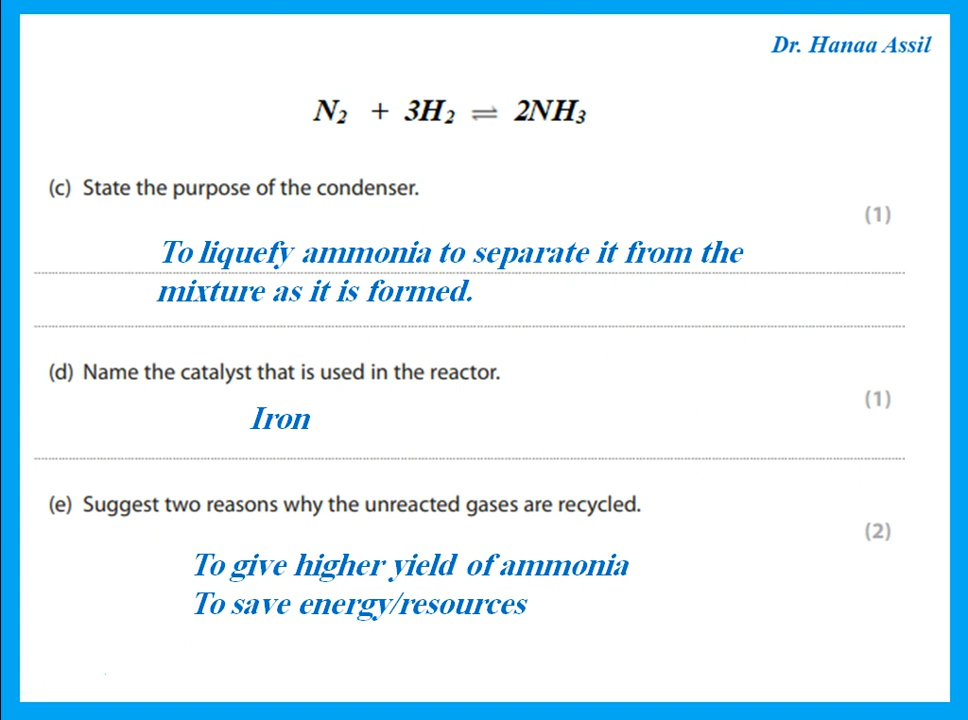 Dr. Hanaa Assil
N₂ + 3H₂ ⇌ 2NH₃
(c) State the purpose of the condenser.
(1)
To liquefy ammonia to separate it from the
mixture as it is formed.
(d) Name the catalyst that is used in the reactor.
(1)
Iron
(e) Suggest two reasons why the unreacted gases are recycled.
(2)
To give higher yield of ammonia
To save energy/resources